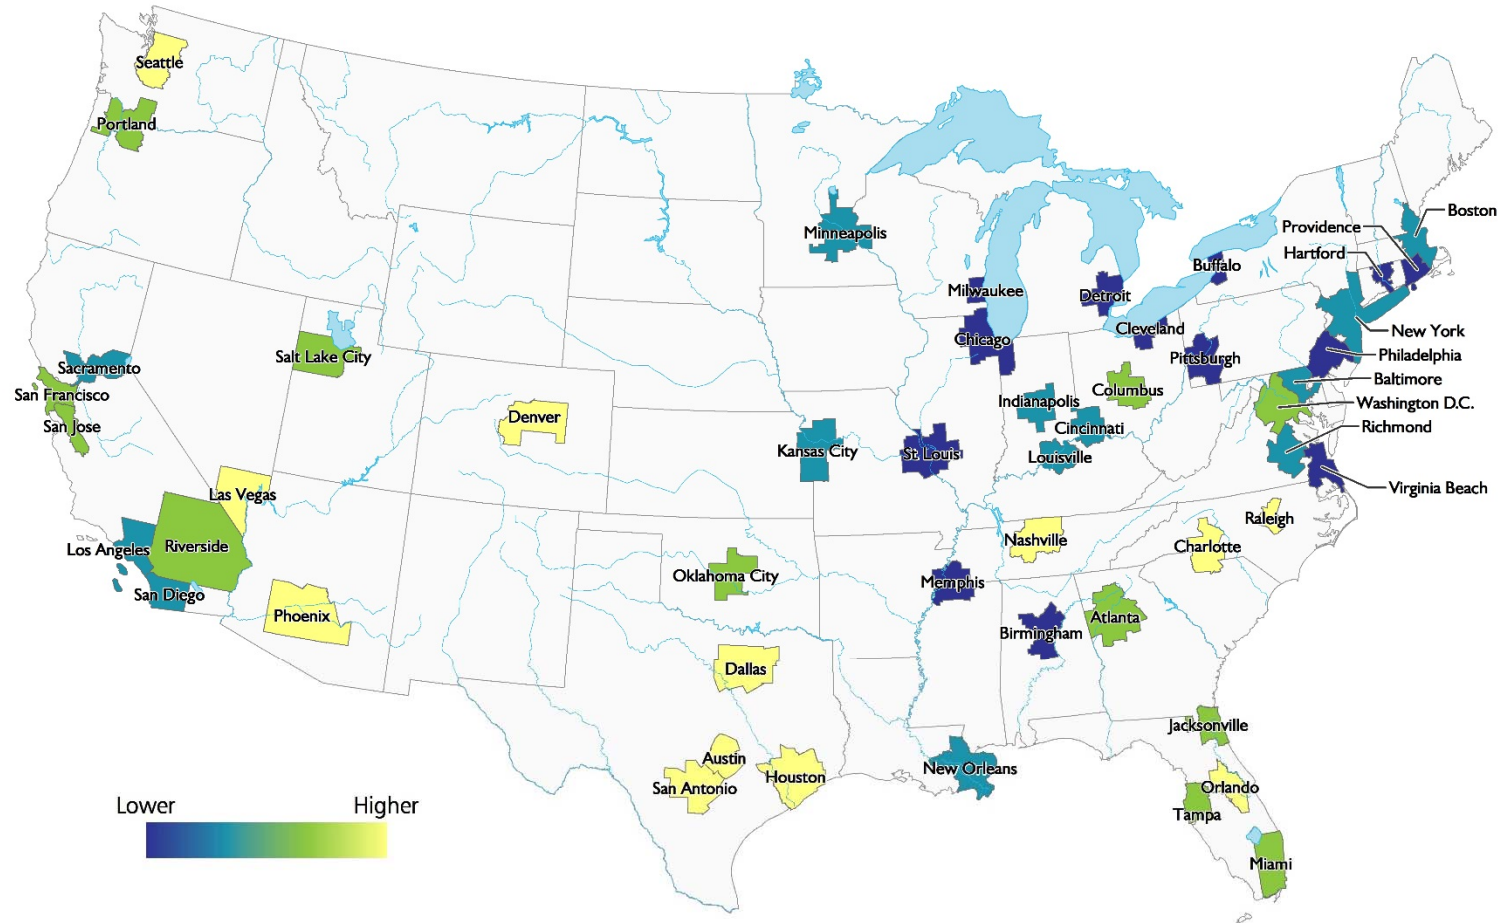 Seattle
Portland
Boston
Providence
Minneapolis
Hartford
Buffalo
Milwaukee
Detroit
Cleveland
New York
Chicago
Salt Lake City
Pittsburgh
Philadelphia
Sacramento
Baltimore
San Francisco
Columbus
Indianapolis
Washington D.C.
Denver
San Jose
Cincinnati
Richmond
Kansas City
St Louis
Louisville
Virginia Beach
Las Vegas
Raleigh
Los Angeles
Riverside
Nashville
Charlotte
Oklahoma City
Memphis
San Diego
Phoenix
Birmingham
Atlanta
Dallas
Jacksonville
Austin
New Orleans
San Antonio
Houston
Orlando
Lower
Higher
Tampa
Miami